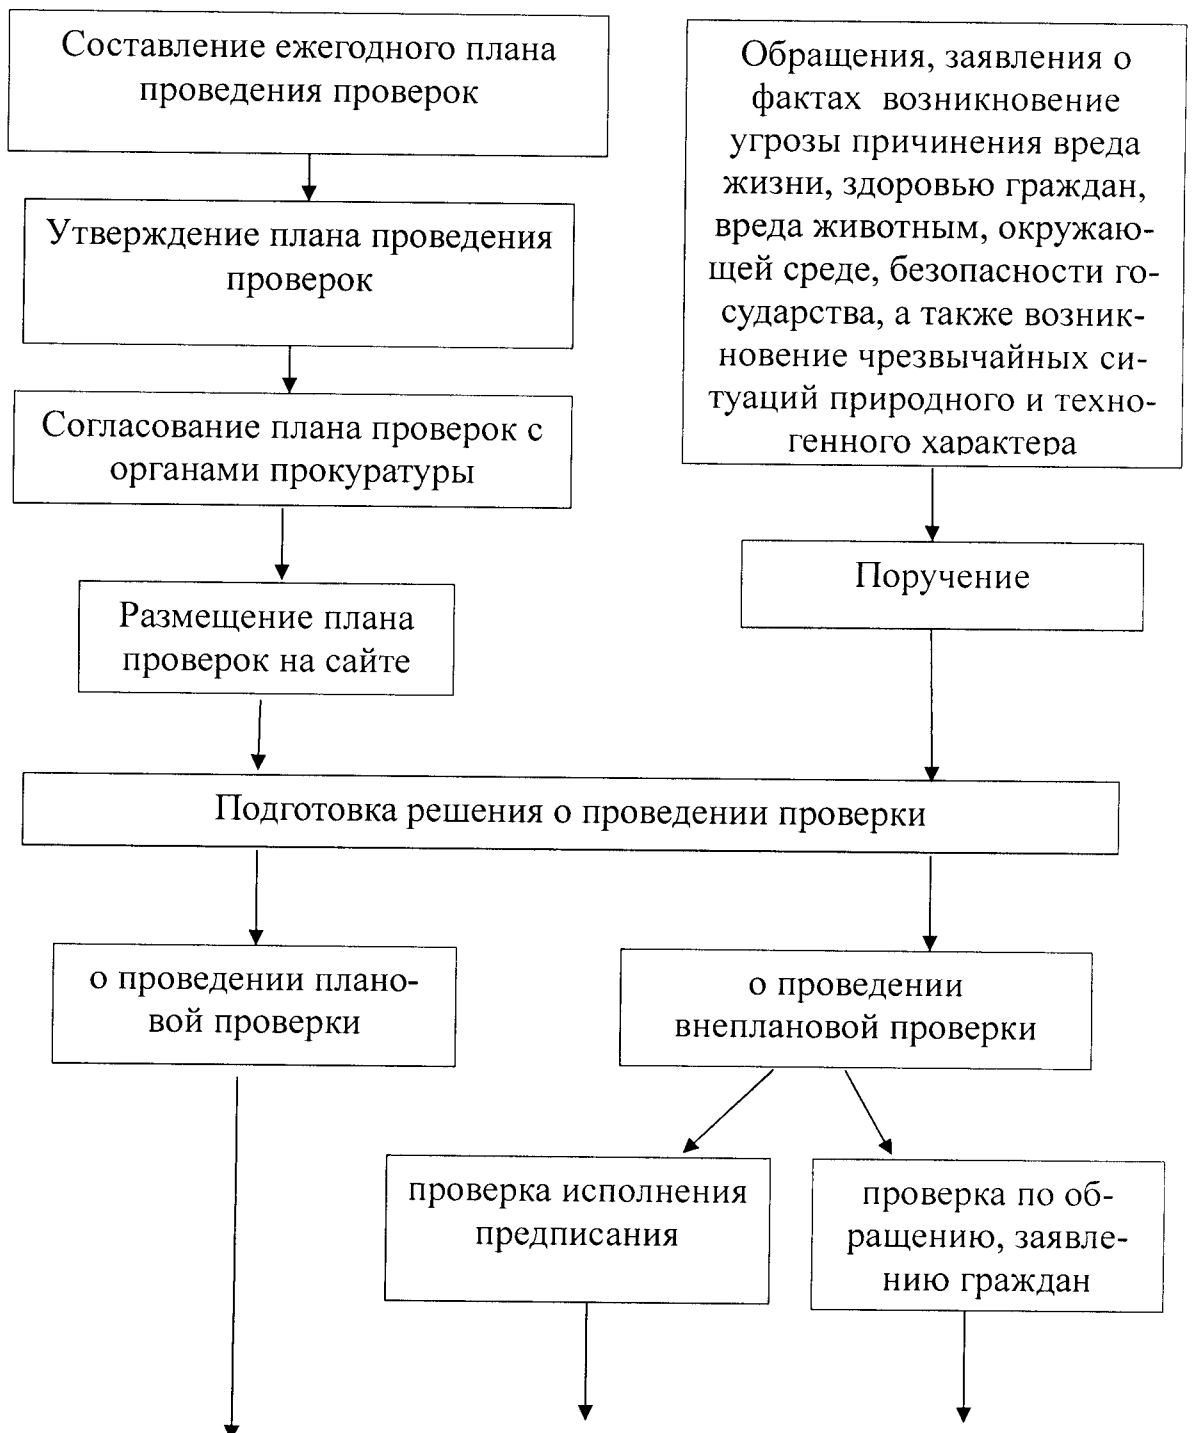 Составление ежегодного плана
проведения проверок
Обращения, заявления о
фактах возникновение
угрозы причинения вреда
жизни, здоровью граждан,
вреда животным, окружаю-
щей среде, безопасности го-
сударства, а также возник-
новение чрезвычайных си-
туаций природного и техно-
генного характера
Утверждение плана проведения
проверок
Согласование плана проверок с
органами прокуратуры
Размещение плана
проверок на сайте
Поручение
Подготовка решения о проведении проверки
о проведении плано-
вой проверки
о проведении
внеплановой проверки
проверка исполнения
предписания
проверка по об-
ращению, заявле-
нию граждан